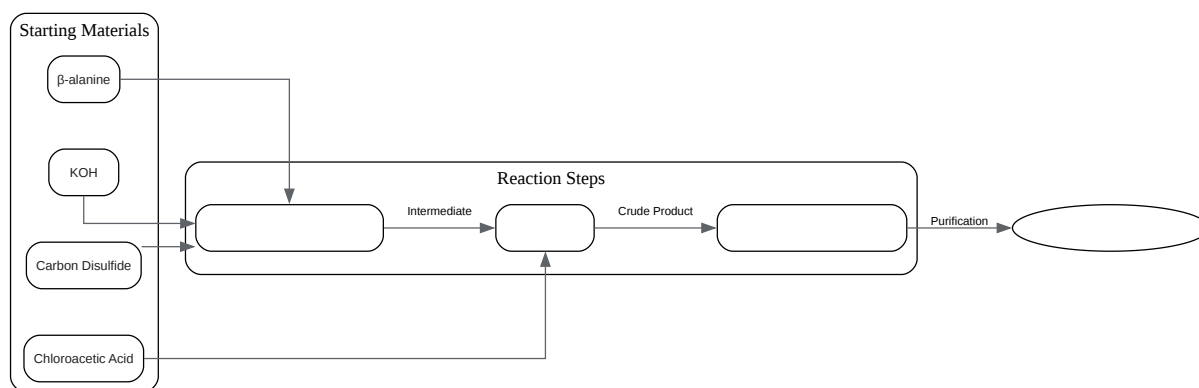 Starting Materials
β-alanine
KOH
Carbon Disulfide
Chloroacetic Acid
Reaction Steps
Intermediate
Crude Product
Purification